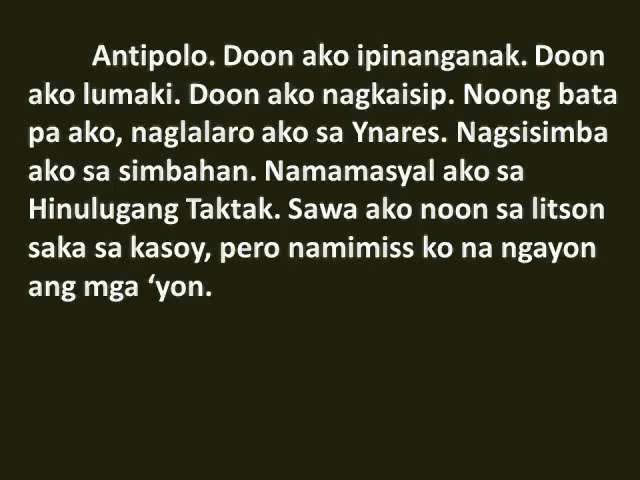 Antipolo. Doon ako ipinanganak. Doon
ako lumaki. Doon ako nagkaisip. Noong bata
pa ako, naglalaro ako sa Ynares. Nagsisimba
ako sa simbahan. Namamasyal ako sa
Hinulugang Taktak. Sawa ako noon sa litson
saka sa kasoy, pero namimiss ko na ngayon
ang mga ‘yon.